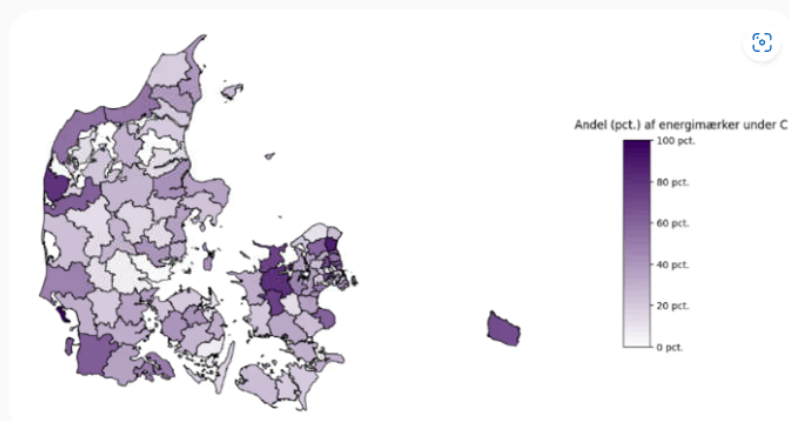 Andel (pct.) af energimærker under C
100 pct.
80 pct.
60 pct.
40 pct.
20 pct.
0 pct.